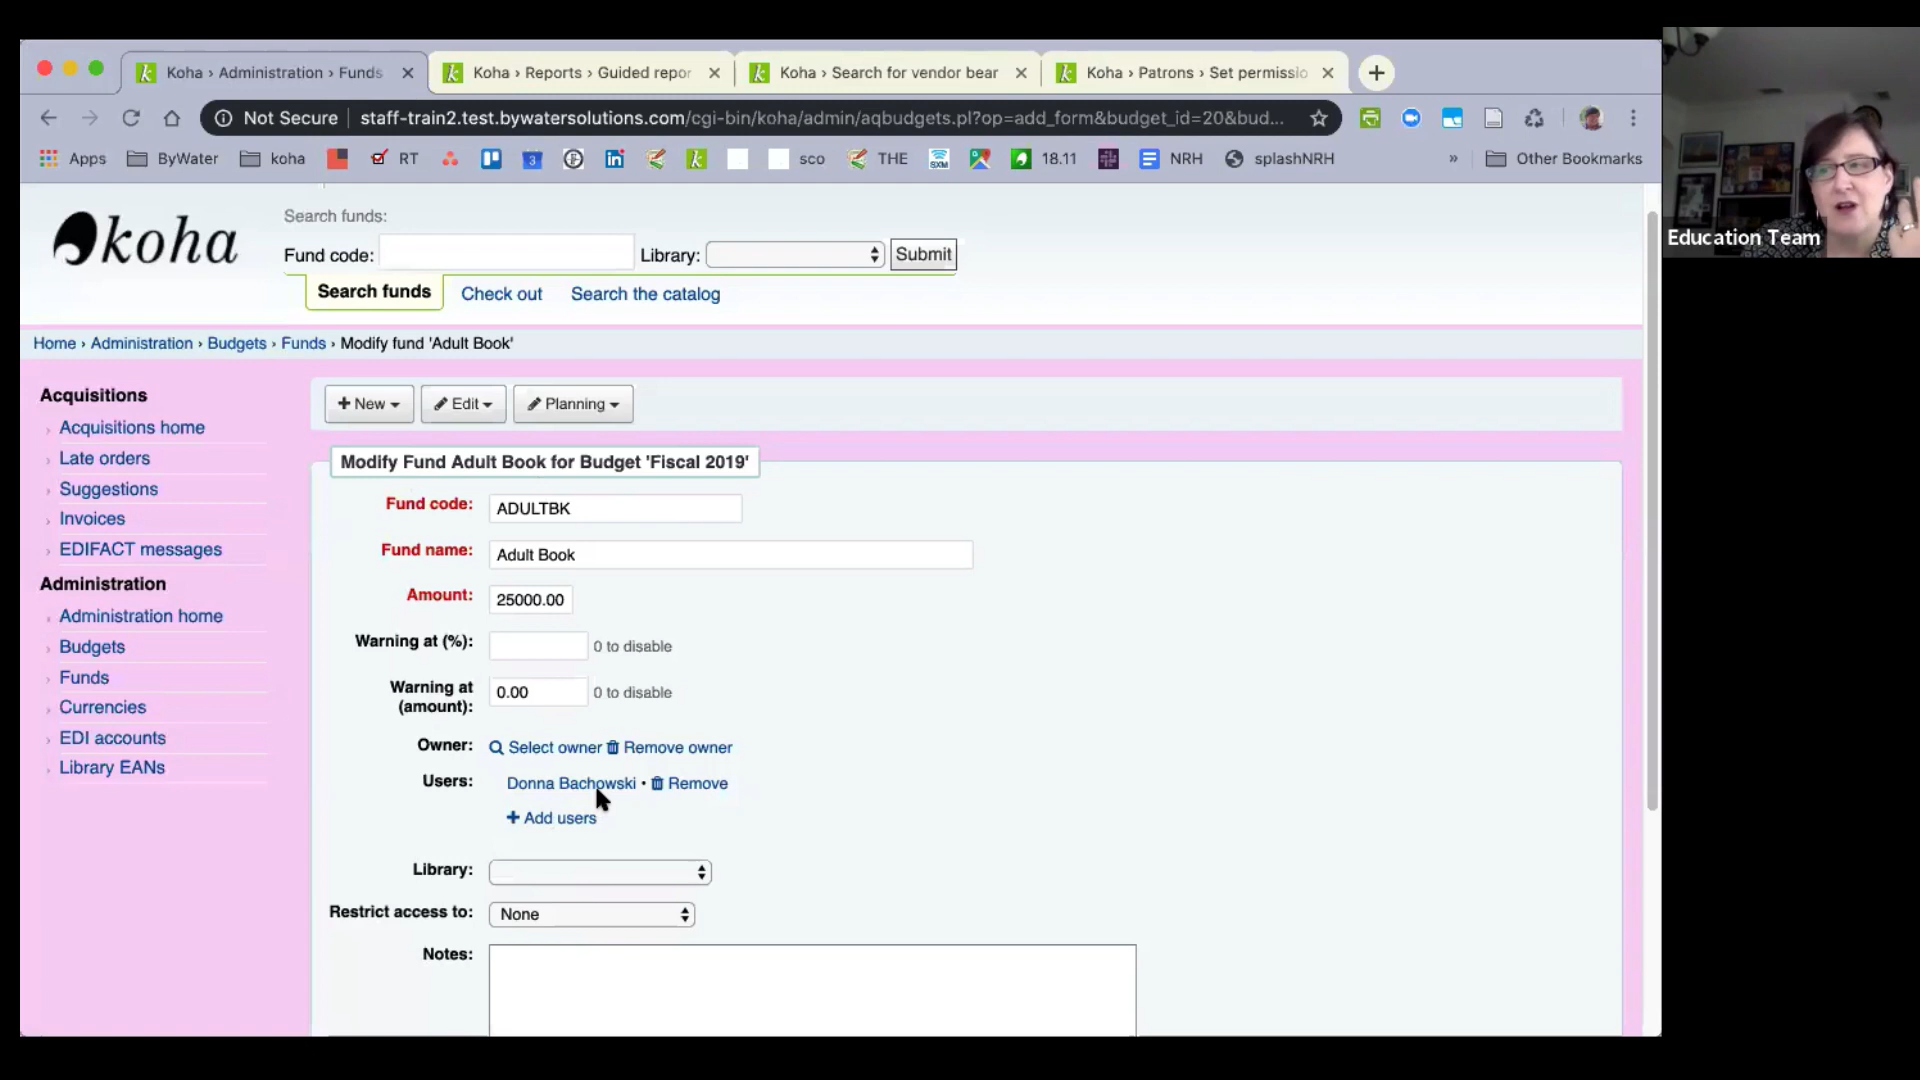 Koha › Administration › Funds
Koha › Reports › Guided repor
Koha › Search for vendor bear
Koha › Patrons › Set permissio
Not Secure
staff-train2.test.bywatersolutions.com/cgi-bin/koha/admin/aqbudgets.pl?op=add_form&budget_id=20&bud...
Apps
ByWater
koha
RT
sco
THE
18.11
NRH
splashNRH
»
Other Bookmarks
Education Team
koha
Search funds:
Fund code:
Library:
Submit
Search funds
Check out
Search the catalog
Home › Administration › Budgets › Funds › Modify fund 'Adult Book'
Acquisitions
Acquisitions home
Late orders
Suggestions
Invoices
EDIFACT messages
Administration
Administration home
Budgets
Funds
Currencies
EDI accounts
Library EANs
+ New
Edit
Planning
Modify Fund Adult Book for Budget 'Fiscal 2019'
Fund code: ADULTBK
Fund name: Adult Book
Amount: 25000.00
Warning at (%): 0 to disable
Warning at (amount): 0.00 0 to disable
Owner: Select owner Remove owner
Users: Donna Bachowski • Remove
+ Add users
Library:
Restrict access to: None
Notes: